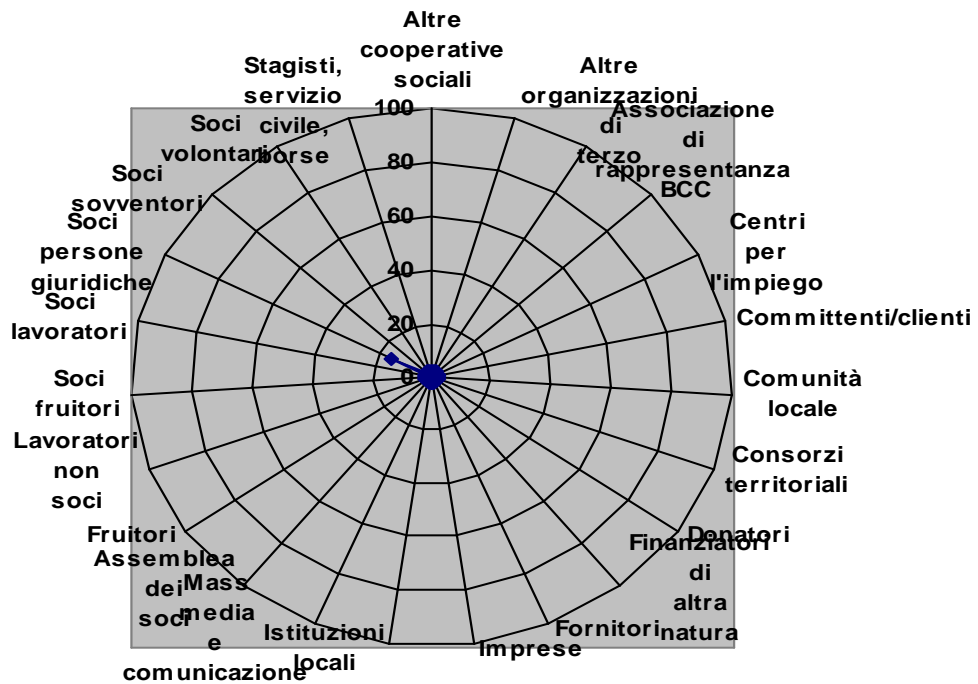 Altre
cooperative
sociali
Altre
organizzazioni
di
terzo
Associazione
di
rappresentanza
BCC
Centri
per
l'impiego
Committenti/clienti
Comunità
locale
Consorzi
territoriali
Donatori
Finanziatori
di
altra
natura
Fornitori
Imprese
Istituzioni
locali
Mass
media
e
comunicazione
Assemblea
dei
soci
Fruitori
Lavoratori
non
soci
Soci
fruitori
Soci
lavoratori
Soci
persone
giuridiche
Soci
sovventori
Soci
volontari
Stagisti,
servizio
civile,
borse
100
80
60
40
20
0